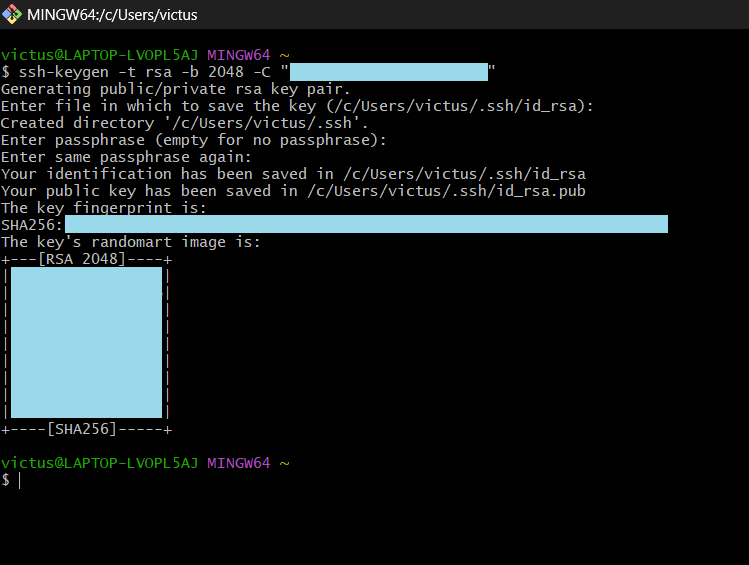 MINGW64:/c/Users/victus
victus@LAPTOP-LVOPL5AJ MINGW64 ~
$ ssh-keygen -t rsa -b 2048 -C "                      "
Generating public/private rsa key pair.
Enter file in which to save the key (/c/Users/victus/.ssh/id_rsa):
Created directory '/c/Users/victus/.ssh'.
Enter passphrase (empty for no passphrase):
Enter same passphrase again:
Your identification has been saved in /c/Users/victus/.ssh/id_rsa
Your public key has been saved in /c/Users/victus/.ssh/id_rsa.pub
The key fingerprint is:
SHA256:
The key's randomart image is:
+---[RSA 2048]----+
|                 |
|                 |
|                 |
|                 |
|                 |
|                 |
|                 |
|                 |
|                 |
+----[SHA256]-----+
victus@LAPTOP-LVOPL5AJ MINGW64 ~
$